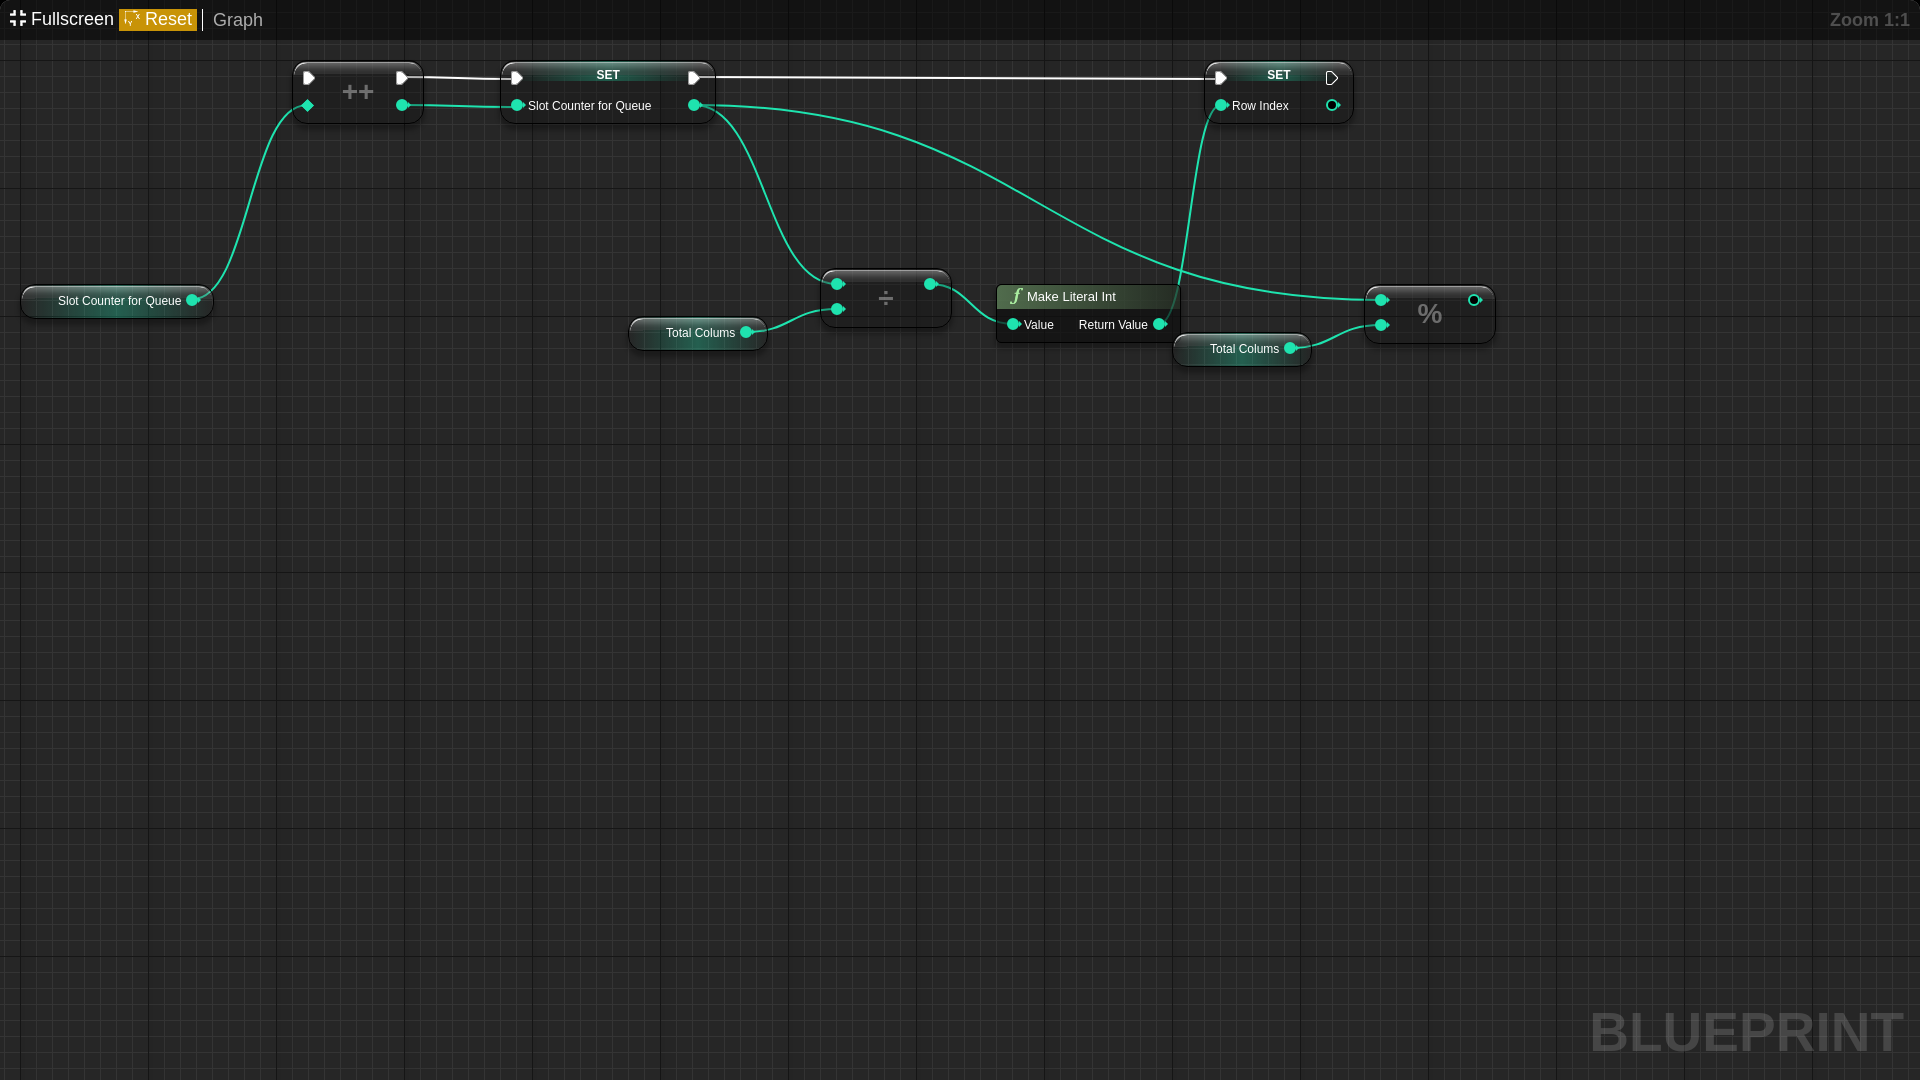 Fullscreen Reset Graph
Zoom 1:1
++
SET
Slot Counter for Queue
SET
Row Index
Slot Counter for Queue
Total Colums
÷
f Make Literal Int
Value Return Value
Total Colums
%
BLUEPRINT